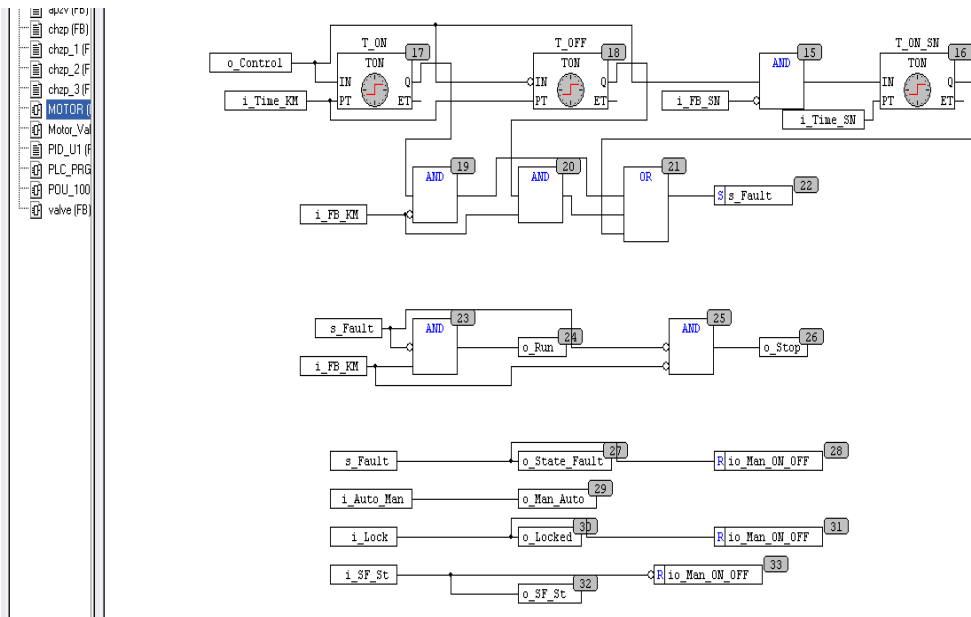 apzv (FB)
chzp (FB)
chzp_1 (F
chzp_2 (F
chzp_3 (F
MOTOR (
Motor_Val
PID_U1 (F
PLC_PRG
POU_100
valve (FB)
T_ON 17
T_OFF 18
15
T_ON_SN 16
o_Control
TON
TON
AND
TON
IN Q
IN Q
IN Q
i_Time_KM
PT ET
PT ET
i_FB_SN
PT ET
i_Time_SN
19
20
21
AND
AND
OR
22
S s_Fault
i_FB_KM
23
25
s_Fault
AND
AND
24
26
o_Run
o_Stop
i_FB_KM
27
28
s_Fault
o_State_Fault
R io_Man_ON_OFF
29
i_Auto_Man
o_Man_Auto
30
31
i_Lock
o_Locked
R io_Man_ON_OFF
33
i_SF_St
R io_Man_ON_OFF
32
o_SF_St